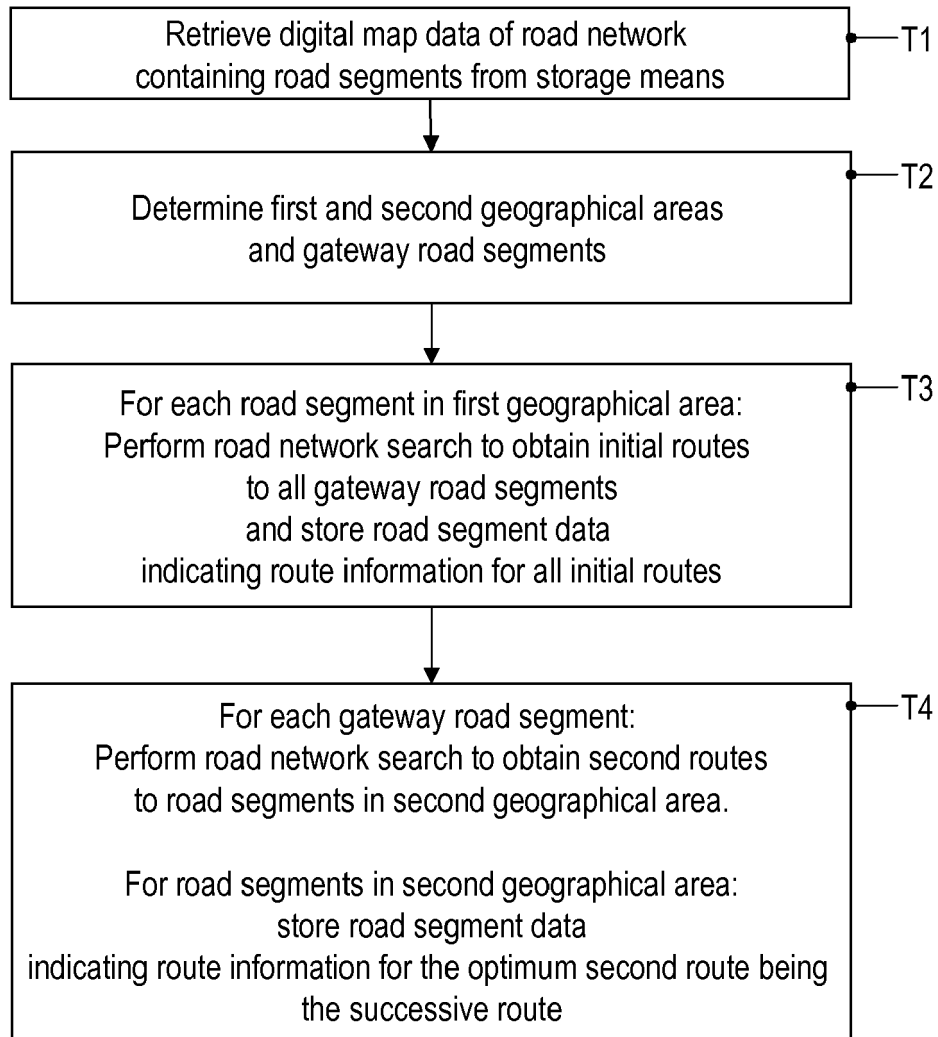 Retrieve digital map data of road network
containing road segments from storage means
T1
Determine first and second geographical areas
and gateway road segments
T2
For each road segment in first geographical area:
Perform road network search to obtain initial routes
to all gateway road segments
and store road segment data
indicating route information for all initial routes
T3
For each gateway road segment:
Perform road network search to obtain second routes
to road segments in second geographical area.
For road segments in second geographical area:
store road segment data
indicating route information for the optimum second route being
the successive route
T4